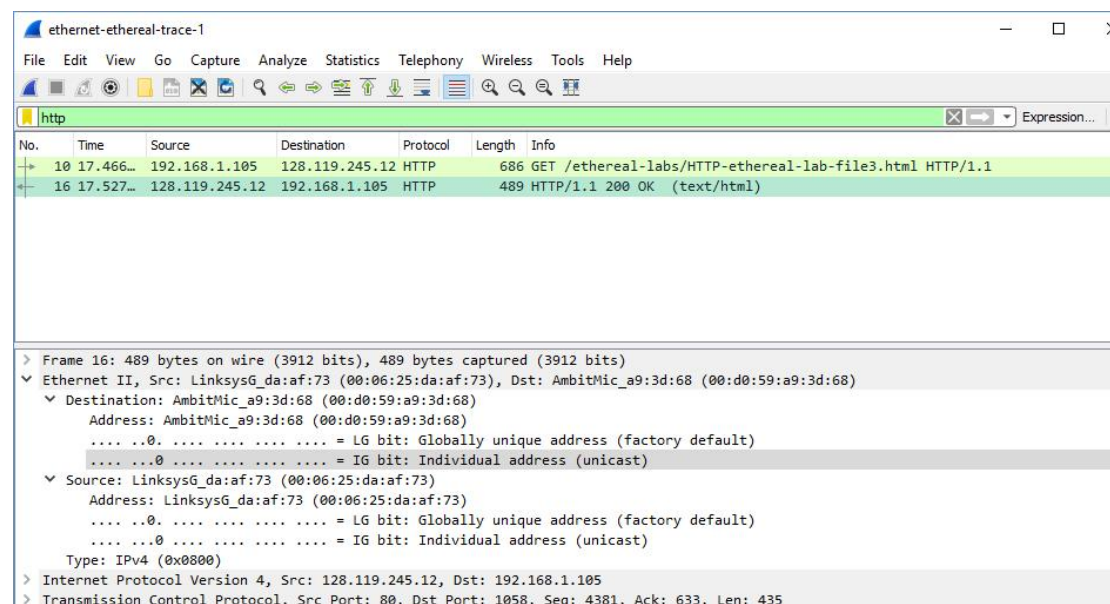 ethernet-ethereal-trace-1
File Edit View Go Capture Analyze Statistics Telephony Wireless Tools Help
http
Expression...
No. Time Source Destination Protocol Length Info
10 17.466… 192.168.1.105 128.119.245.12 HTTP 686 GET /ethereal-labs/HTTP-ethereal-lab-file3.html HTTP/1.1
16 17.527… 128.119.245.12 192.168.1.105 HTTP 489 HTTP/1.1 200 OK (text/html)
Frame 16: 489 bytes on wire (3912 bits), 489 bytes captured (3912 bits)
Ethernet II, Src: LinksysG_da:af:73 (00:06:25:da:af:73), Dst: AmbitMic_a9:3d:68 (00:d0:59:a9:3d:68)
Destination: AmbitMic_a9:3d:68 (00:d0:59:a9:3d:68)
Address: AmbitMic_a9:3d:68 (00:d0:59:a9:3d:68)
.... ..0. .... .... .... .... = LG bit: Globally unique address (factory default)
.... ...0 .... .... .... .... = IG bit: Individual address (unicast)
Source: LinksysG_da:af:73 (00:06:25:da:af:73)
Address: LinksysG_da:af:73 (00:06:25:da:af:73)
.... ..0. .... .... .... .... = LG bit: Globally unique address (factory default)
.... ...0 .... .... .... .... = IG bit: Individual address (unicast)
Type: IPv4 (0x0800)
Internet Protocol Version 4, Src: 128.119.245.12, Dst: 192.168.1.105
Transmission Control Protocol, Src Port: 80, Dst Port: 1058, Seq: 4381, Ack: 633, Len: 435